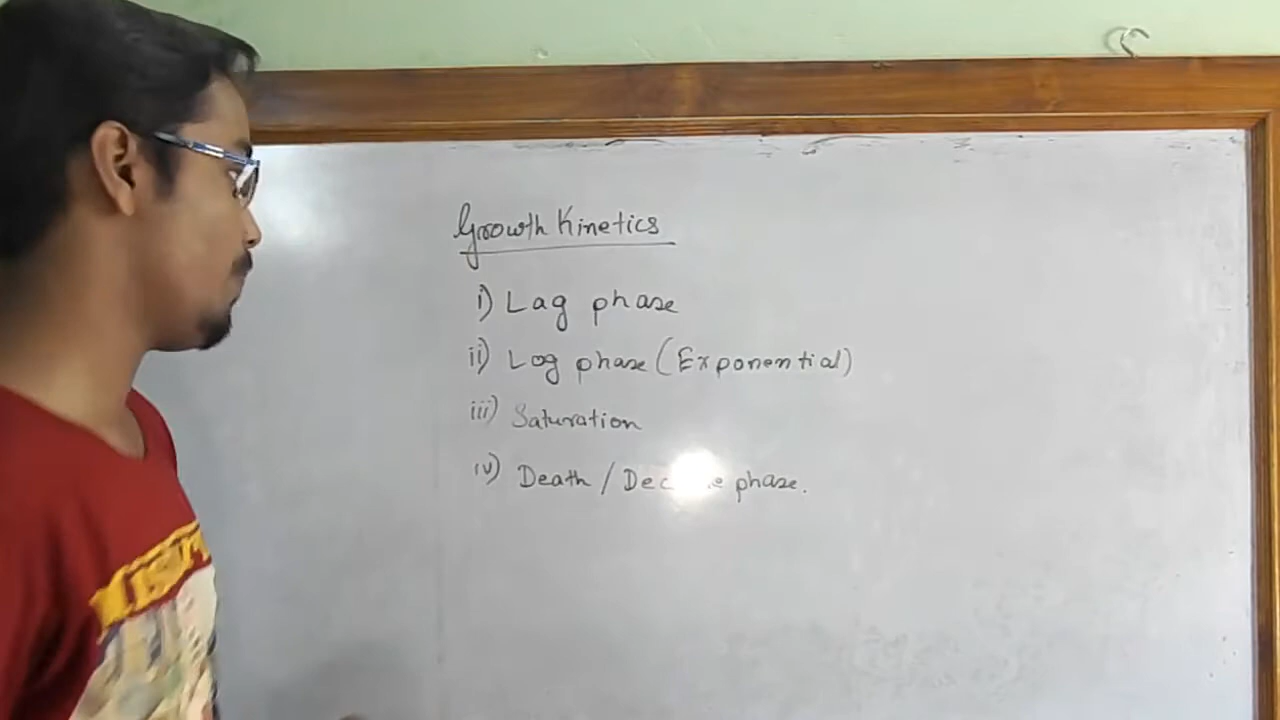 Growth Kinetics
i) Lag phase
ii) Log phase (Exponential)
iii) Saturation
iv) Death / phase.